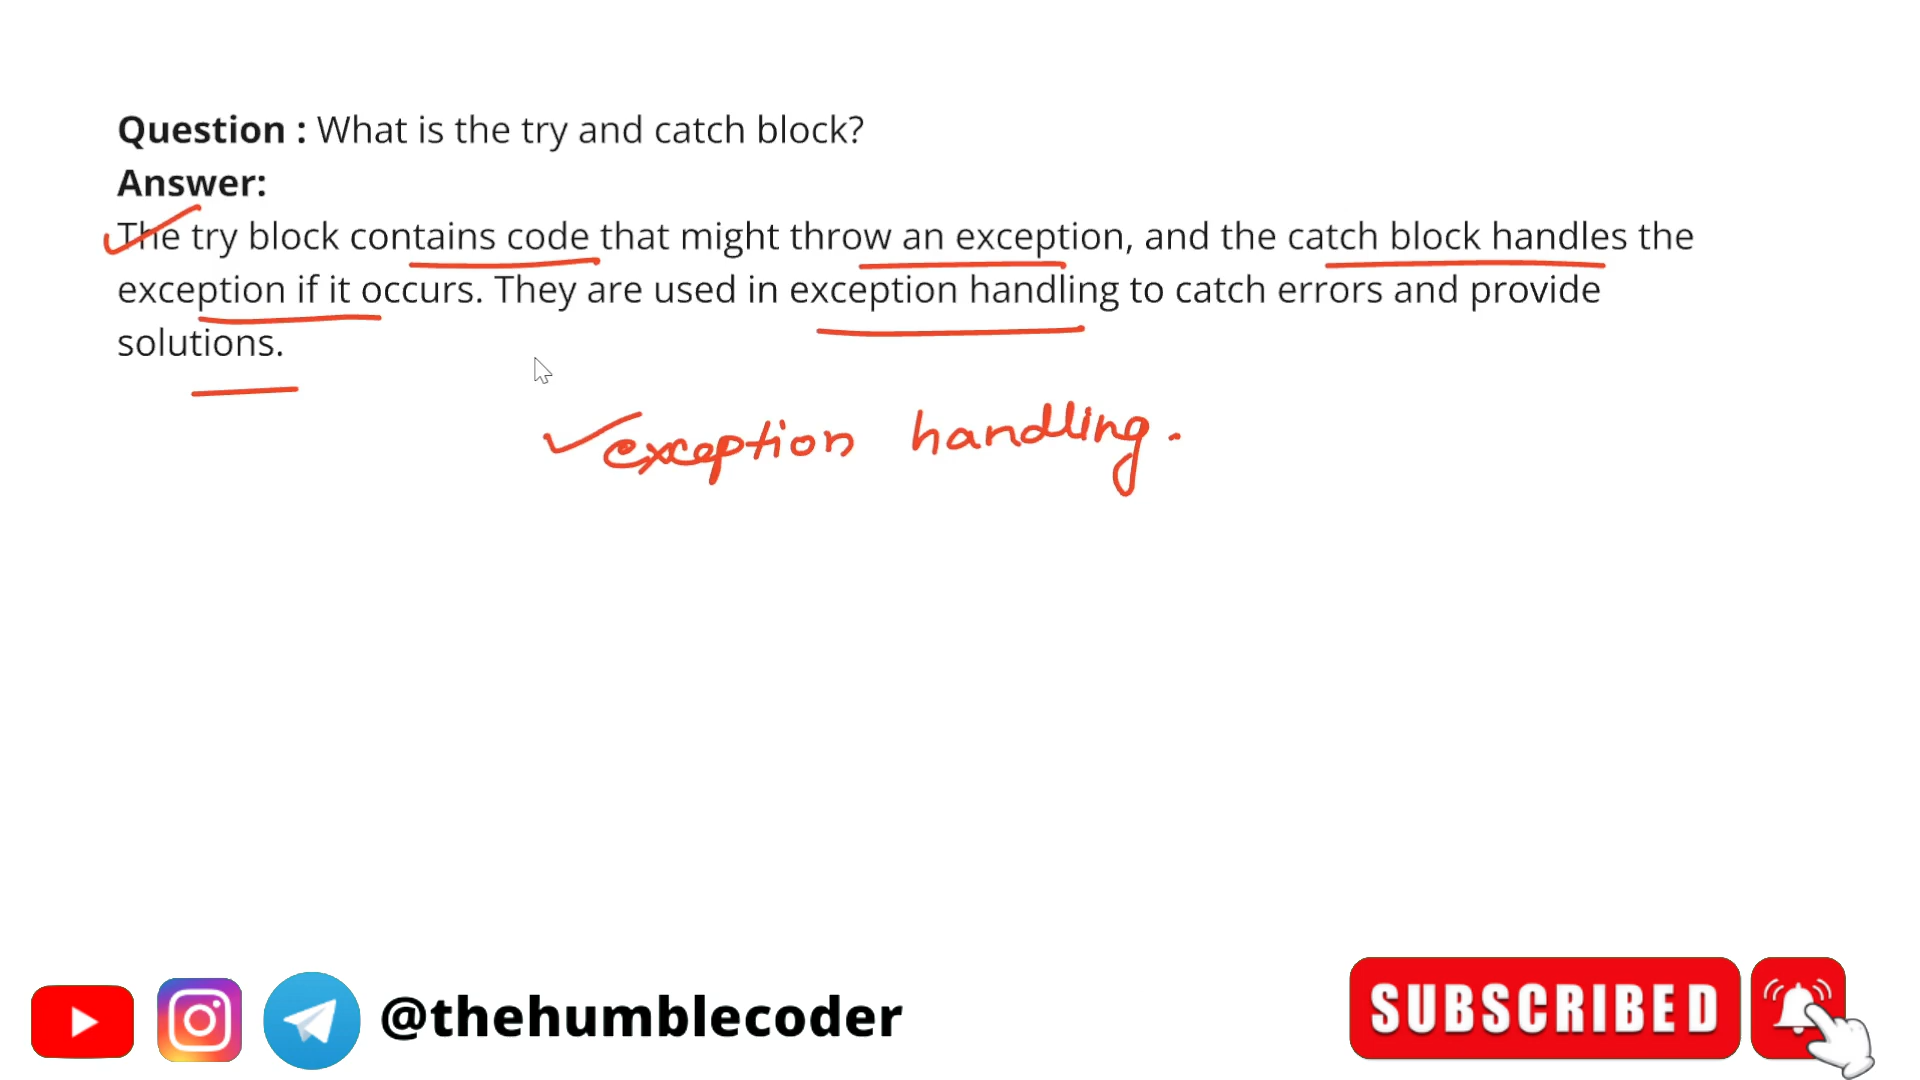 Question : What is the try and catch block?
Answer:
The try block contains code that might throw an exception, and the catch block handles the
exception if it occurs. They are used in exception handling to catch errors and provide
solutions.
exception handling.
@thehumblecoder
SUBSCRIBED